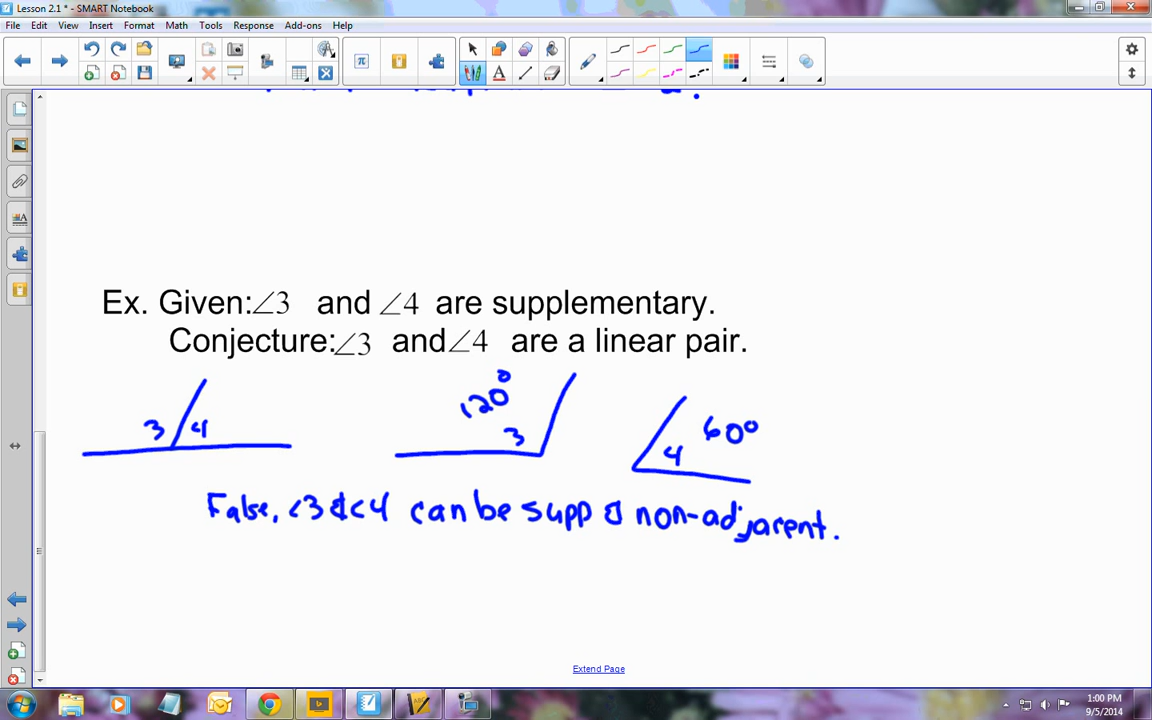 Lesson 2.1 * - SMART Notebook
File Edit View Insert Format Math Tools Response Add-ons Help
Ex. Given: ∠3 and ∠4 are supplementary.
Conjecture: ∠3 and ∠4 are a linear pair.
3 4
120° 3
4 60°
False, <3 & <4 can be supp & non-adjacent.
Extend Page
1:00 PM
9/5/2014